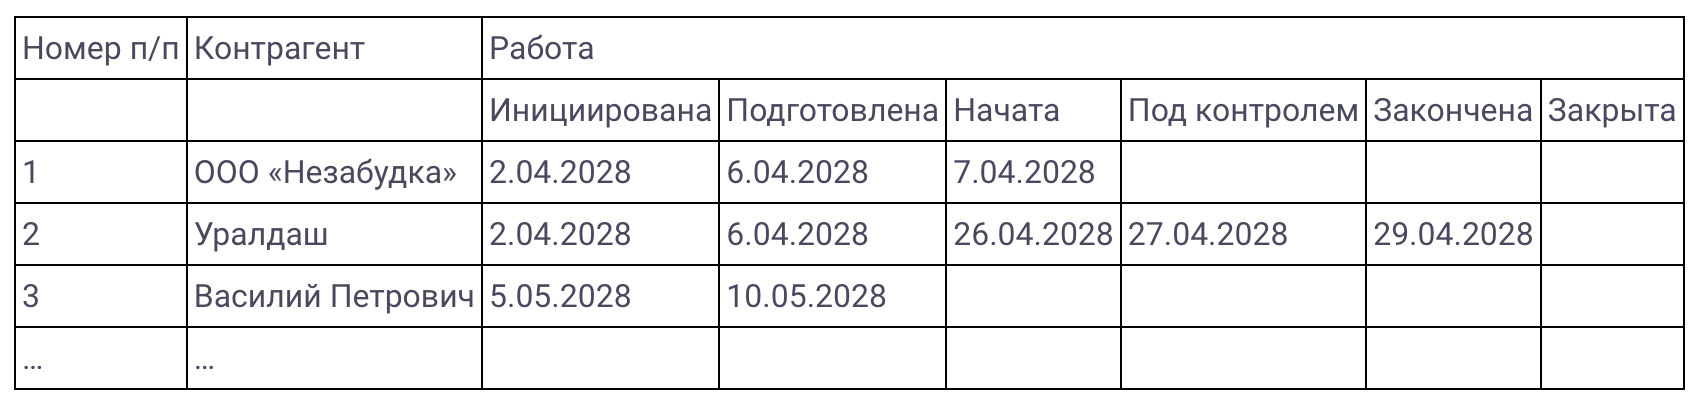 Номер п/п Контрагент Работа
Инициирована Подготовлена Начата Под контролем Закончена Закрыта
1 ООО «Незабудка» 2.04.2028 6.04.2028 7.04.2028
2 Уралдаш 2.04.2028 6.04.2028 26.04.2028 27.04.2028 29.04.2028
3 Василий Петрович 5.05.2028 10.05.2028
... ...